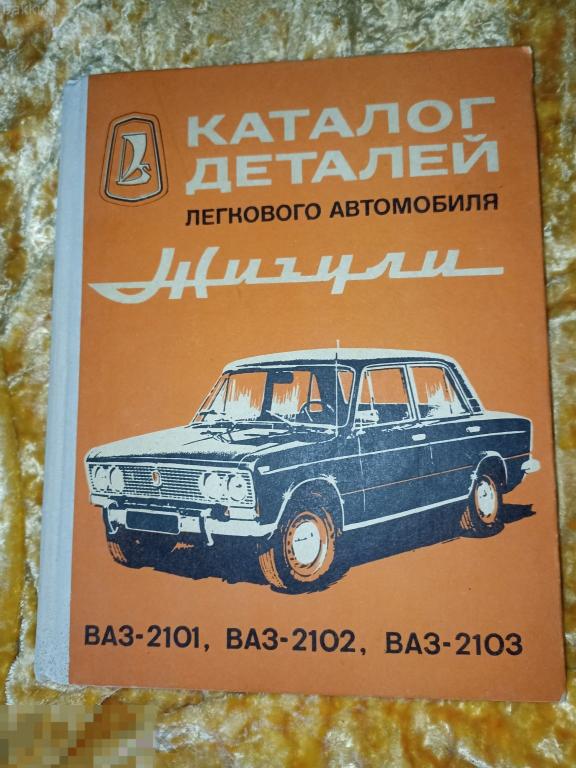 КАТАЛОГ
ДЕТАЛЕЙ
ЛЕГКОВОГО АВТОМОБИЛЯ
Жигули
ВАЗ-2101, ВАЗ-2102, ВАЗ-2103